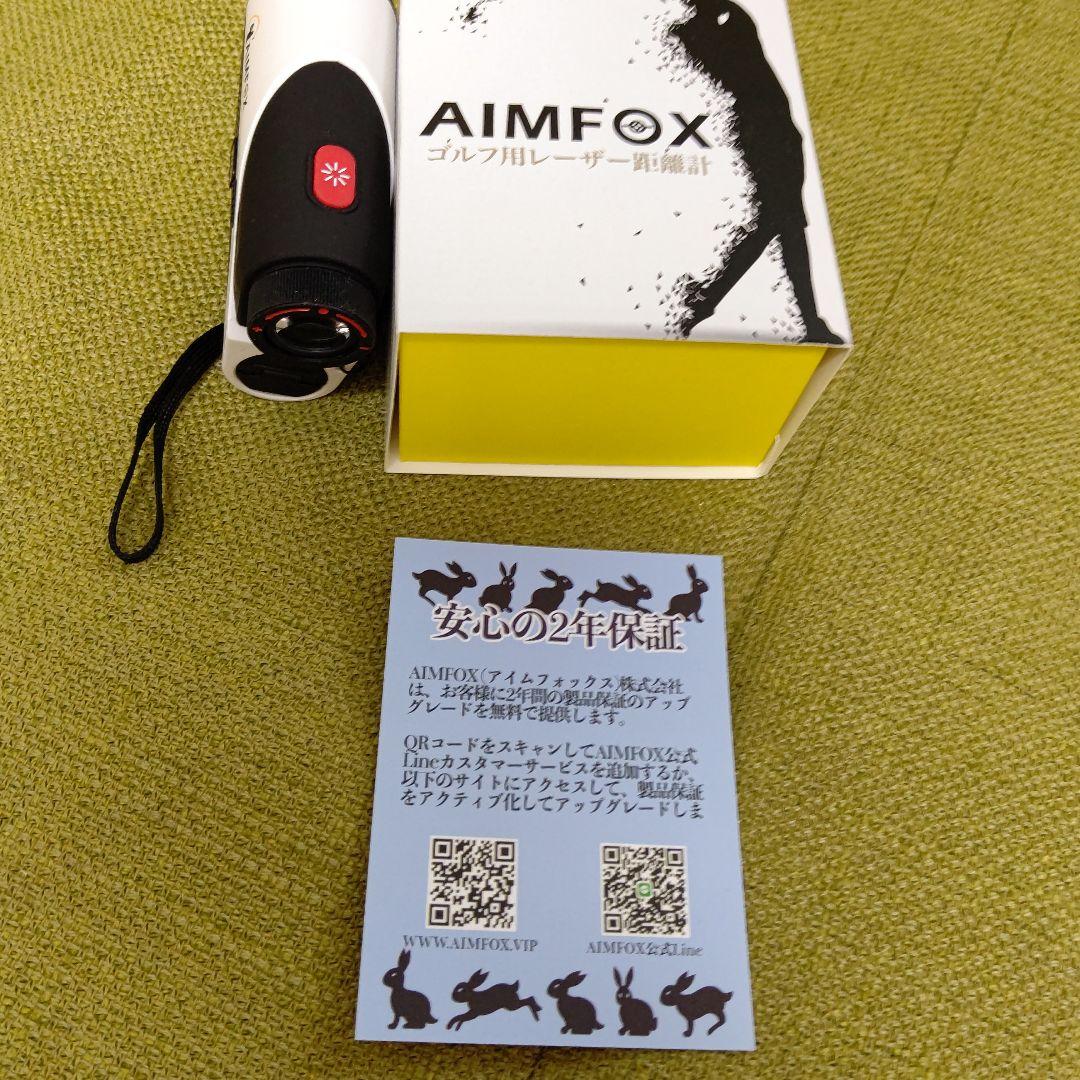 AIMFOX
ゴルフ用レーザー距離計
安心の2年保証
AIMFOX(アイムフォックス)株式会社
は、お客様に2年間の製品保証のアップ
グレードを無料で提供します。
QRコードをスキャンしてAIMFOX公式
Lineカスタマーサービスを追加するか、
以下のサイトにアクセスして、製品保証
をアクティブ化してアップグレードしま
WWW.AIMFOX.VIP
AIMFOX公式Line